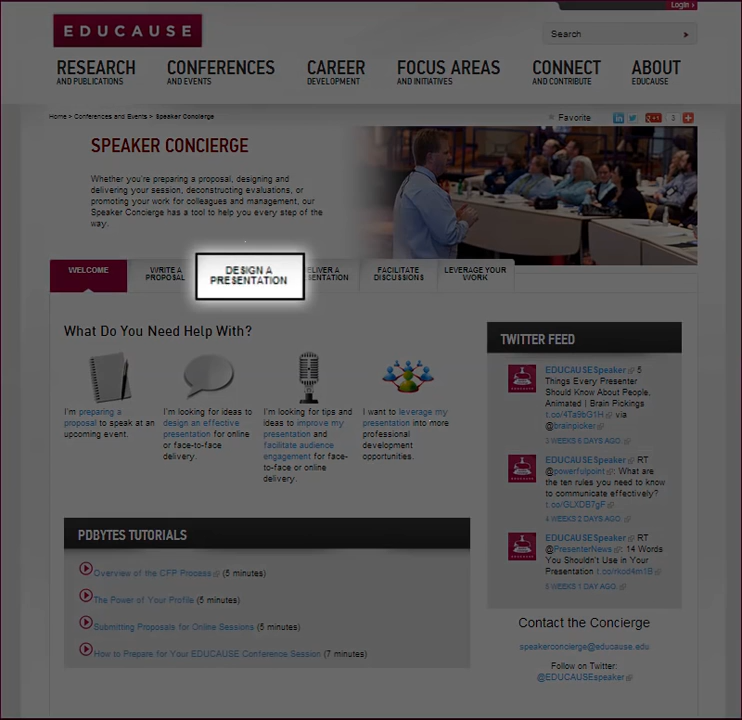 Login
EDUCAUSE
Search
RESEARCH
AND PUBLICATIONS
CONFERENCES
AND EVENTS
CAREER
DEVELOPMENT
FOCUS AREAS
AND INITIATIVES
CONNECT
AND CONTRIBUTE
ABOUT
EDUCAUSE
Home > Conferences and Events > Speaker Concierge
Favorite
in
g+1
3
SPEAKER CONCIERGE
Whether you're preparing a proposal, designing and
delivering your session, deconstructing evaluations, or
promoting your work for colleagues and management, our
Speaker Concierge has a tool to help you every step of the
way.
WELCOME
WRITE A
PROPOSAL
DESIGN A
PRESENTATION
ELIVER A
SENTATION
FACILITATE
DISCUSSIONS
LEVERAGE YOUR
WORK
What Do You Need Help With?
I'm preparing a
proposal to speak at an
upcoming event.
I'm looking for ideas to
design an effective
presentation for online
or face-to-face
delivery.
I'm looking for tips and
ideas to improve my
presentation and
facilitate audience
engagement for face-
to-face or online
delivery.
I want to leverage my
presentation into more
professional
development
opportunities.
PDBYTES TUTORIALS
Overview of the CFP Process (5 minutes)
The Power of Your Profile (5 minutes)
Submitting Proposals for Online Sessions (5 minutes)
How to Prepare for Your EDUCAUSE Conference Session (7 minutes)
TWITTER FEED
EDUCAUSESpeaker 5
Things Every Presenter
Should Know About People,
Animated | Brain Pickings
t.co/4Ta9bG1H via
@brainpicker
3 WEEKS 6 DAYS AGO.
EDUCAUSESpeaker RT
@powerfulpoint: What are
the ten rules you need to know
to communicate effectively?
t.co/GLXDB7gF
4 WEEKS 2 DAYS AGO.
EDUCAUSESpeaker RT
@PresenterNews: 14 Words
You Shouldn't Use in Your
Presentation t.co/rkod4m1B
5 WEEKS 1 DAY AGO.
Contact the Concierge
speakerconcierge@educause.edu
Follow on Twitter:
@EDUCAUSEspeaker